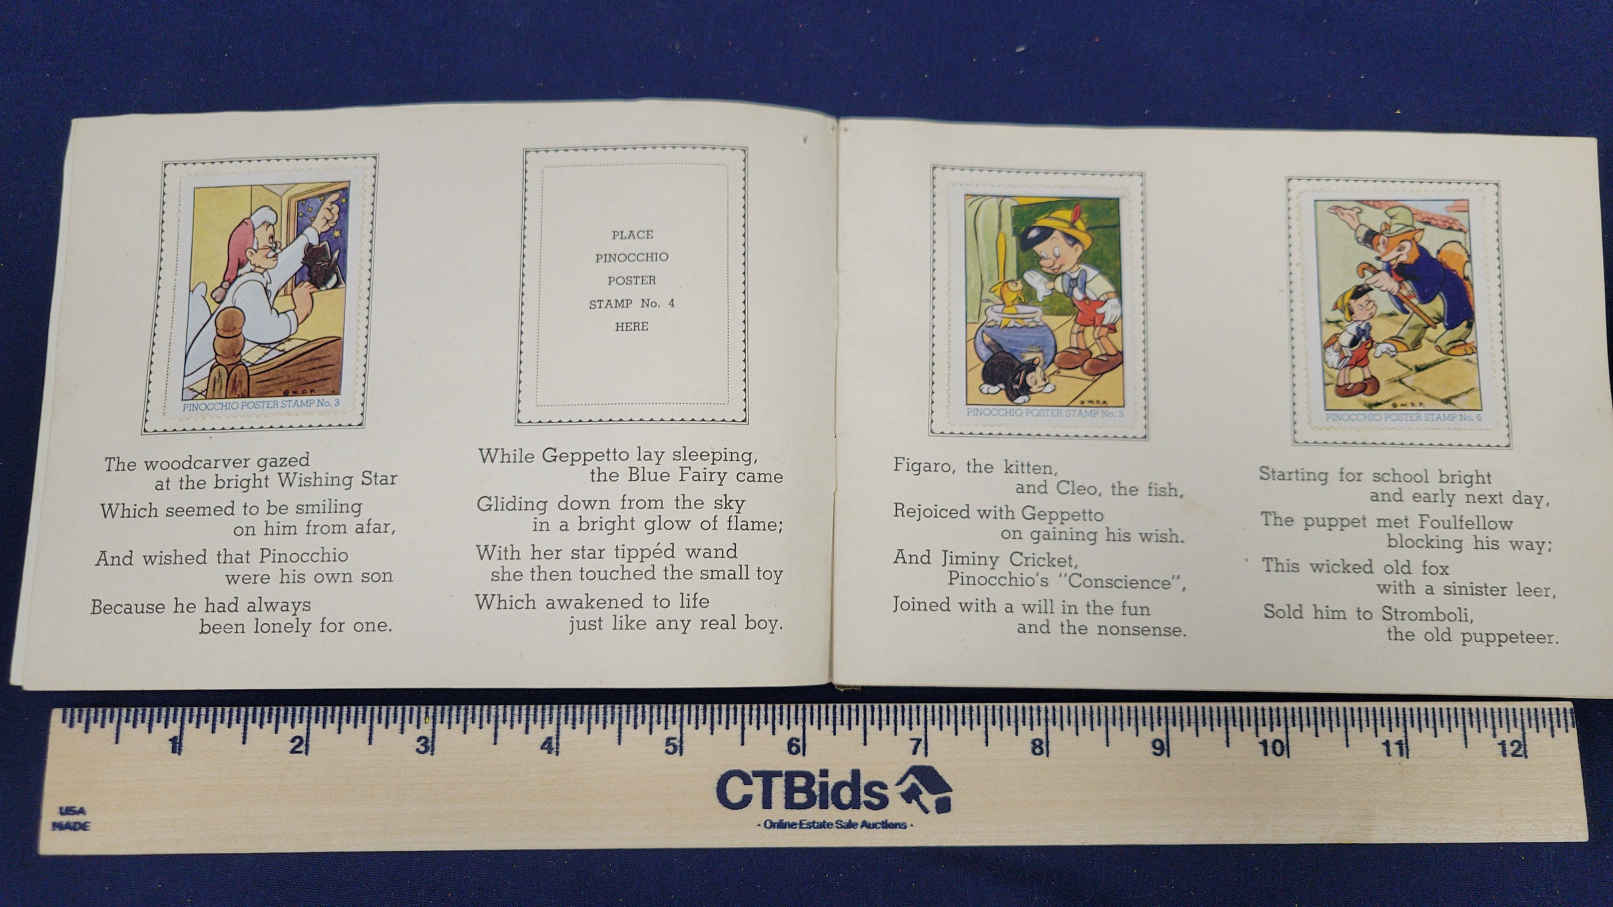 © W.D.P.
PINOCCHIO POSTER STAMP No. 3
The woodcarver gazed
at the bright Wishing Star
Which seemed to be smiling
on him from afar,
And wished that Pinocchio
were his own son
Because he had always
been lonely for one.
PLACE
PINOCCHIO
POSTER
STAMP No. 4
HERE
While Geppetto lay sleeping,
the Blue Fairy came
Gliding down from the sky
in a bright glow of flame;
With her star tippéd wand
she then touched the small toy
Which awakened to life
just like any real boy.
© W.D.P.
PINOCCHIO POSTER STAMP No. 5
Figaro, the kitten,
and Cleo, the fish,
Rejoiced with Geppetto
on gaining his wish.
And Jiminy Cricket,
Pinocchio's "Conscience",
Joined with a will in the fun
and the nonsense.
© W.D.P.
PINOCCHIO POSTER STAMP No. 6
Starting for school bright
and early next day,
The puppet met Foulfellow
blocking his way;
This wicked old fox
with a sinister leer,
Sold him to Stromboli,
the old puppeteer.
1 2 3 4 5 6 7 8 9 10 11 12
USA
MADE
CTBids
· Online Estate Sale Auctions ·